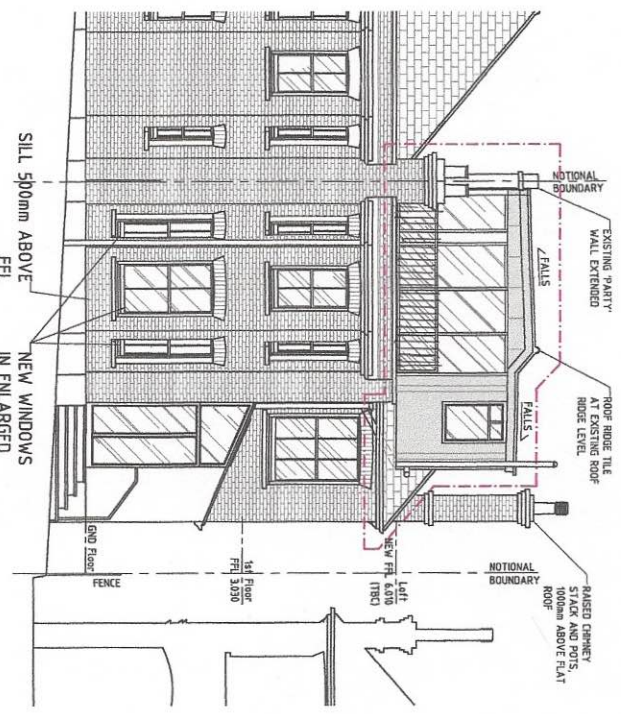 NOTIONAL
BOUNDARY
EXISTING 'PARTY'
WALL EXTENDED
FALLS
ROOF RIDGE TILE
AT EXISTING ROOF
RIDGE LEVEL
FALLS
RAISED CHIMNEY
STACK AND POTS,
1000mm ABOVE FLAT
ROOF
NOTIONAL
BOUNDARY
Loft
NEW FFL 6.010
(TBC)
1st Floor
FFL 3.030
GND Floor
FENCE
SILL 500mm ABOVE
FFL
NEW WINDOWS
IN ENLARGED